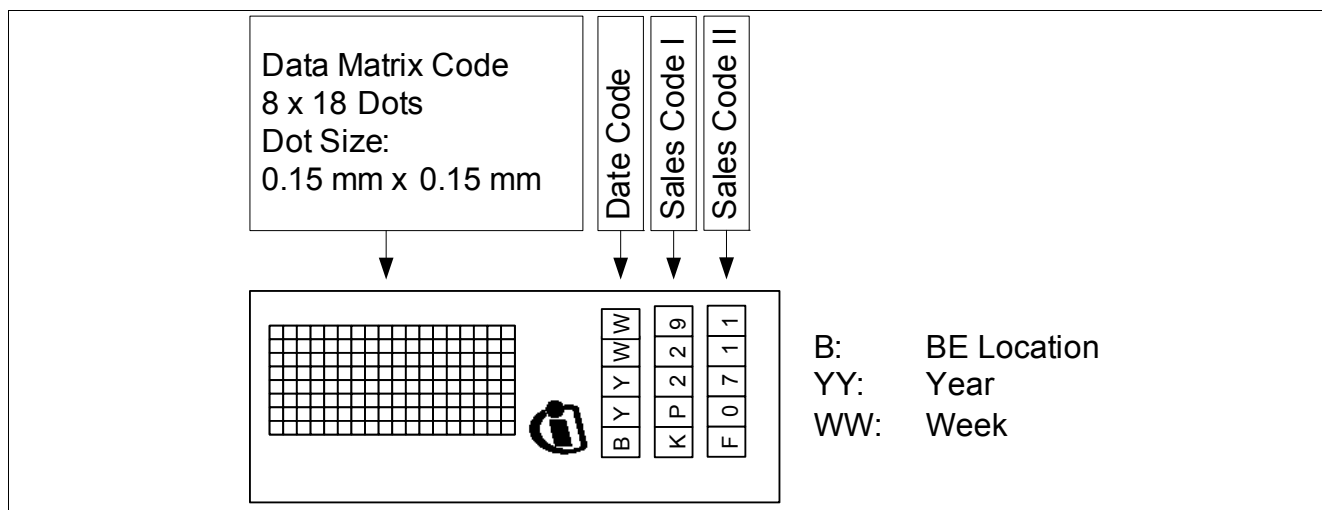 Data Matrix Code
8 x 18 Dots
Dot Size:
0.15 mm x 0.15 mm
Date Code
Sales Code I
Sales Code II
BYYWW
KP229
F0711
B: BE Location
YY: Year
WW: Week